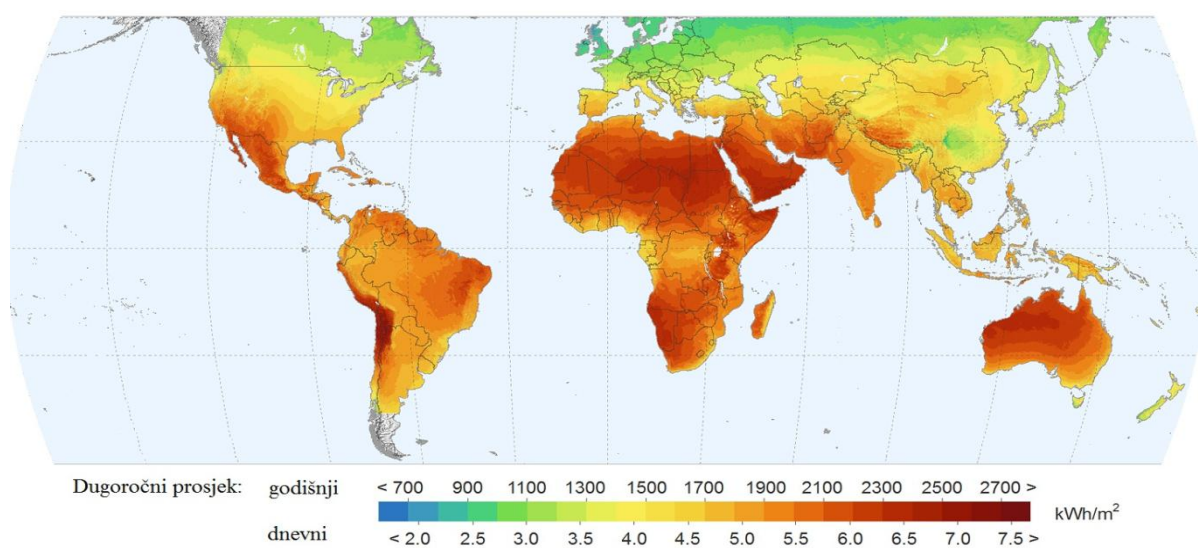 Dugoročni prosjek: godišnji < 700 900 1100 1300 1500 1700 1900 2100 2300 2500 2700 >
kWh/m²
dnevni < 2.0 2.5 3.0 3.5 4.0 4.5 5.0 5.5 6.0 6.5 7.0 7.5 >